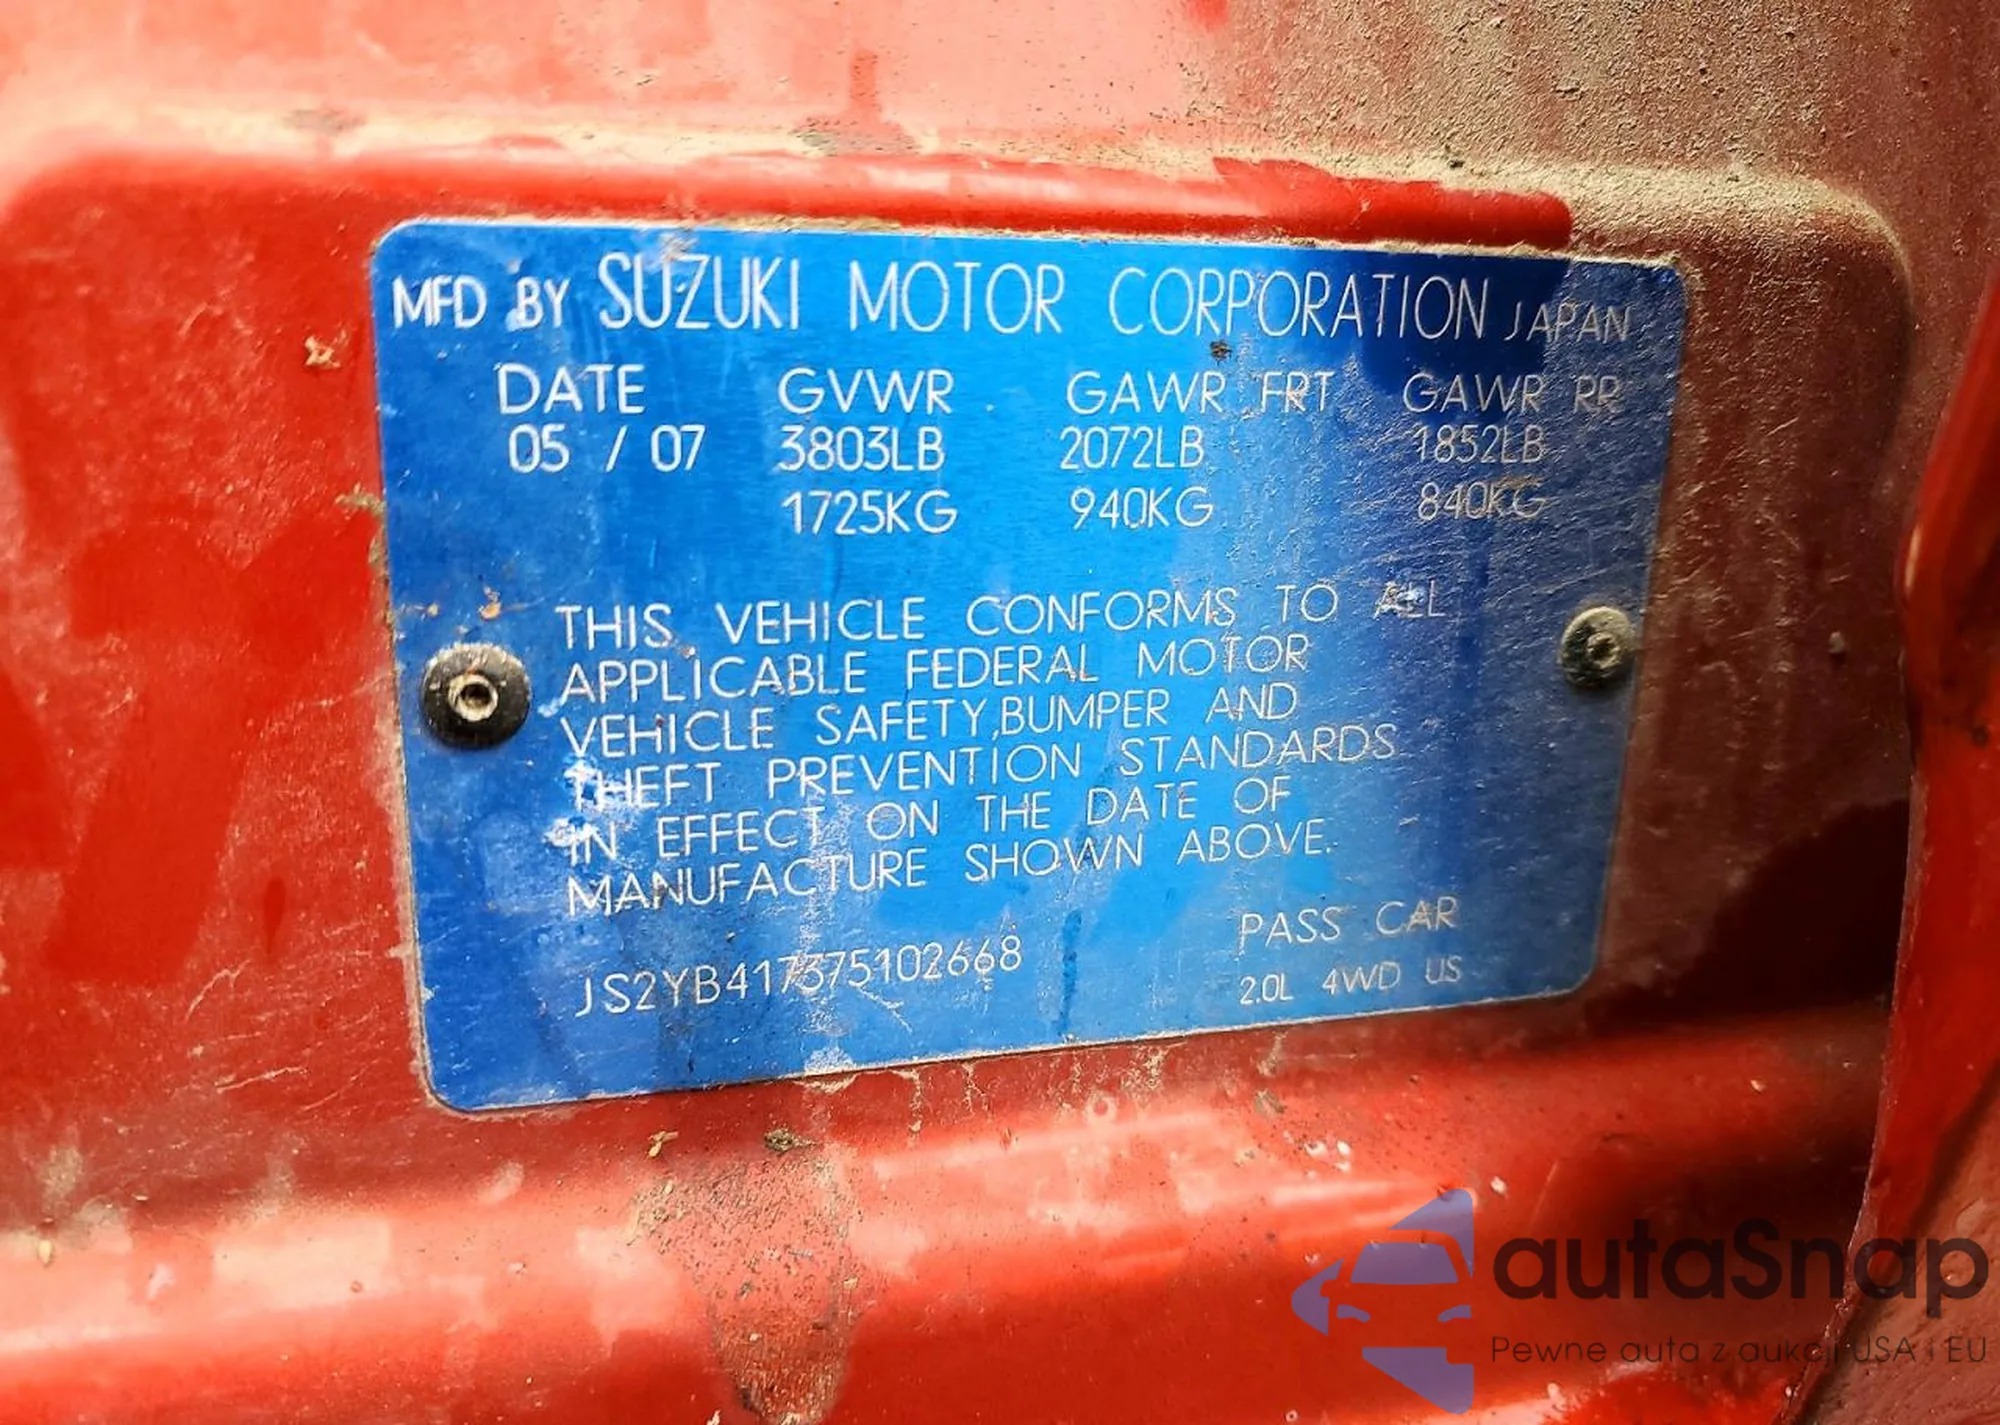 MFD BY SUZUKI MOTOR CORPORATION JAPAN
DATE GVWR GAWR FRT GAWR RR
05 / 07 3803LB 2072LB 1852LB
1725KG 940KG 840KG
THIS VEHICLE CONFORMS TO ALL
APPLICABLE FEDERAL MOTOR
VEHICLE SAFETY,BUMPER AND
THEFT PREVENTION STANDARDS
IN EFFECT ON THE DATE OF
MANUFACTURE SHOWN ABOVE.
PASS CAR
JS2YB417375102668
2.0L 4WD US
autaSnap
Pewne auta z aukcji USA i EU